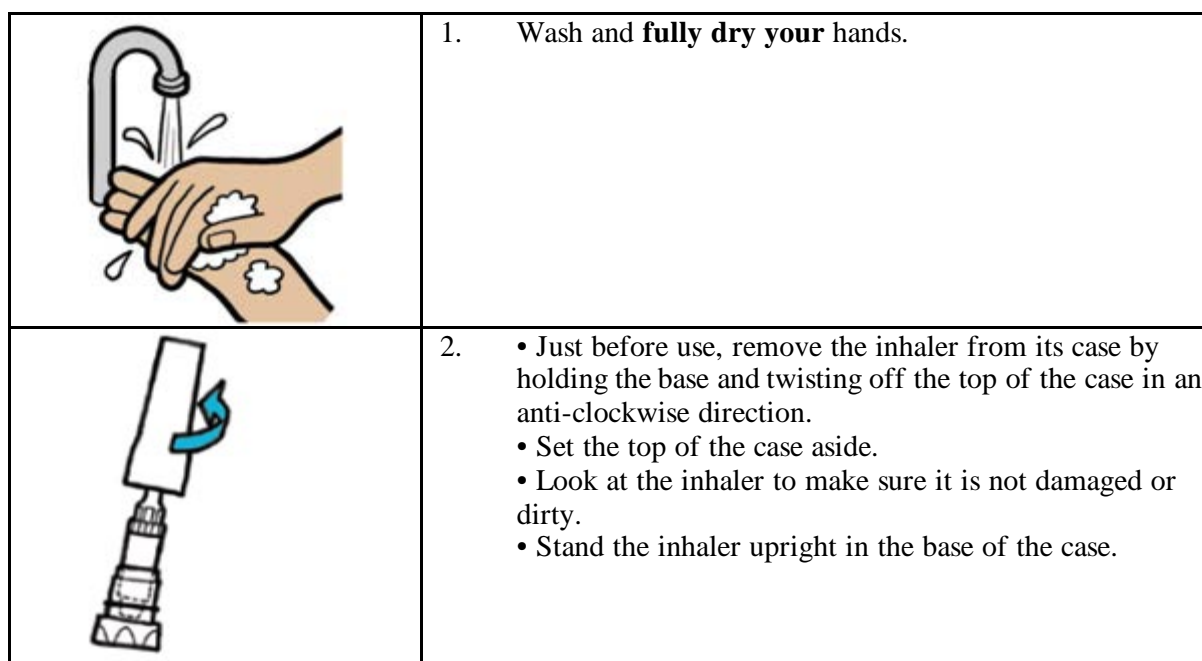 1. Wash and fully dry your hands.
2. • Just before use, remove the inhaler from its case by
holding the base and twisting off the top of the case in an
anti-clockwise direction.
• Set the top of the case aside.
• Look at the inhaler to make sure it is not damaged or
dirty.
• Stand the inhaler upright in the base of the case.